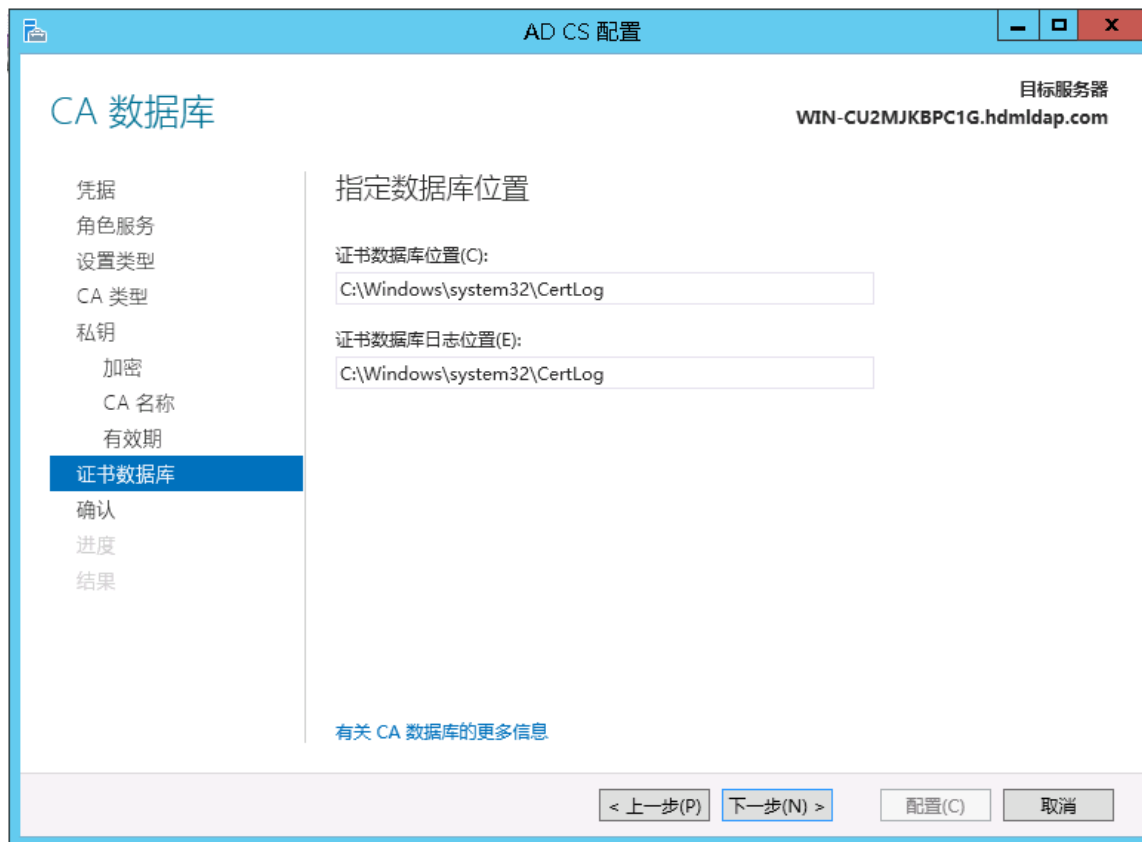 AD CS 配置
CA 数据库
目标服务器
WIN-CU2MJKBPC1G.hdmldap.com
凭据
角色服务
设置类型
CA 类型
私钥
加密
CA 名称
有效期
证书数据库
确认
进度
结果
指定数据库位置
证书数据库位置(C):
C:\Windows\system32\CertLog
证书数据库日志位置(E):
C:\Windows\system32\CertLog
有关 CA 数据库的更多信息
< 上一步(P)
下一步(N) >
配置(C)
取消